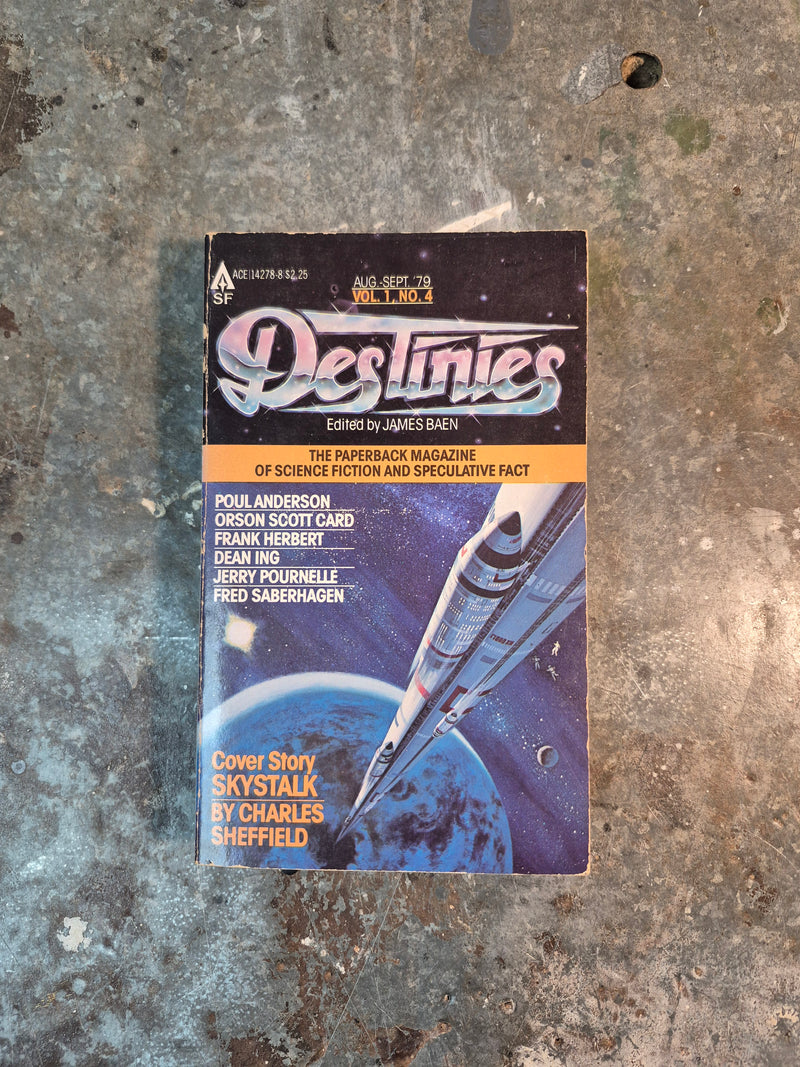 ACE 14278-8 $2.25
SF
AUG.-SEPT. '79
VOL. 1, NO. 4
Destinies
Edited by JAMES BAEN
THE PAPERBACK MAGAZINE
OF SCIENCE FICTION AND SPECULATIVE FACT
POUL ANDERSON
ORSON SCOTT CARD
FRANK HERBERT
DEAN ING
JERRY POURNELLE
FRED SABERHAGEN
Cover Story
SKYSTALK
BY CHARLES
SHEFFIELD